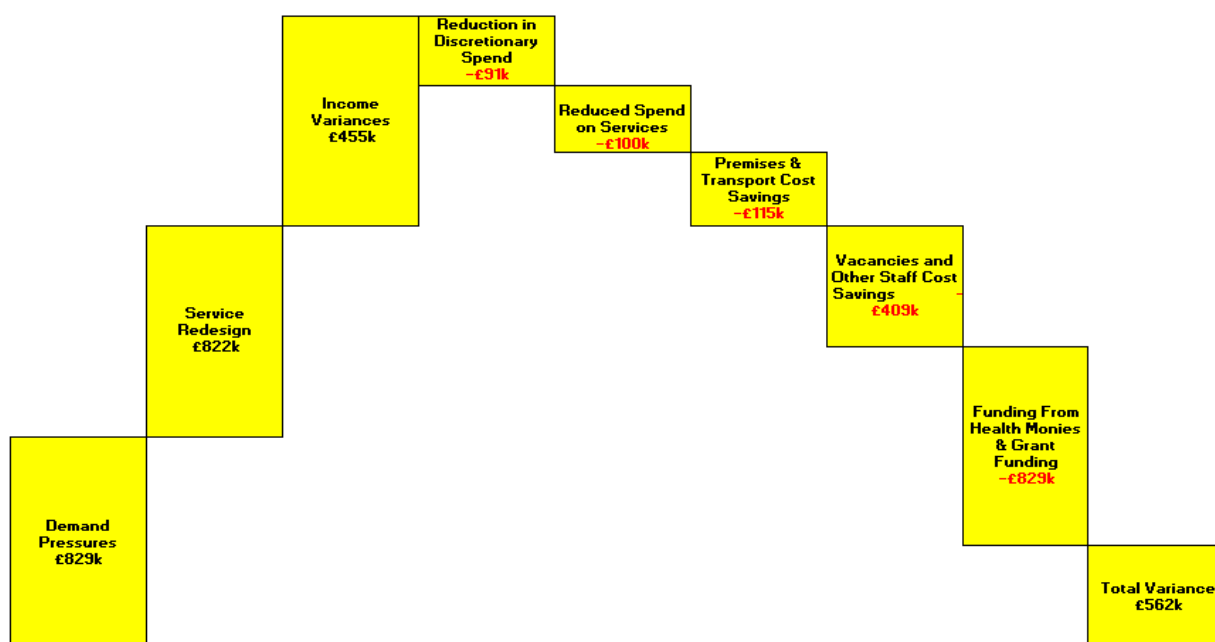 Reduction in
Discretionary
Spend
-£91k
Income
Variances
£455k
Reduced Spend
on Services
-£100k
Premises &
Transport Cost
Savings
-£115k
Vacancies and
Other Staff Cost
Savings -
£409k
Service
Redesign
£822k
Funding From
Health Monies
& Grant
Funding
-£829k
Demand
Pressures
£829k
Total Variance
£562k